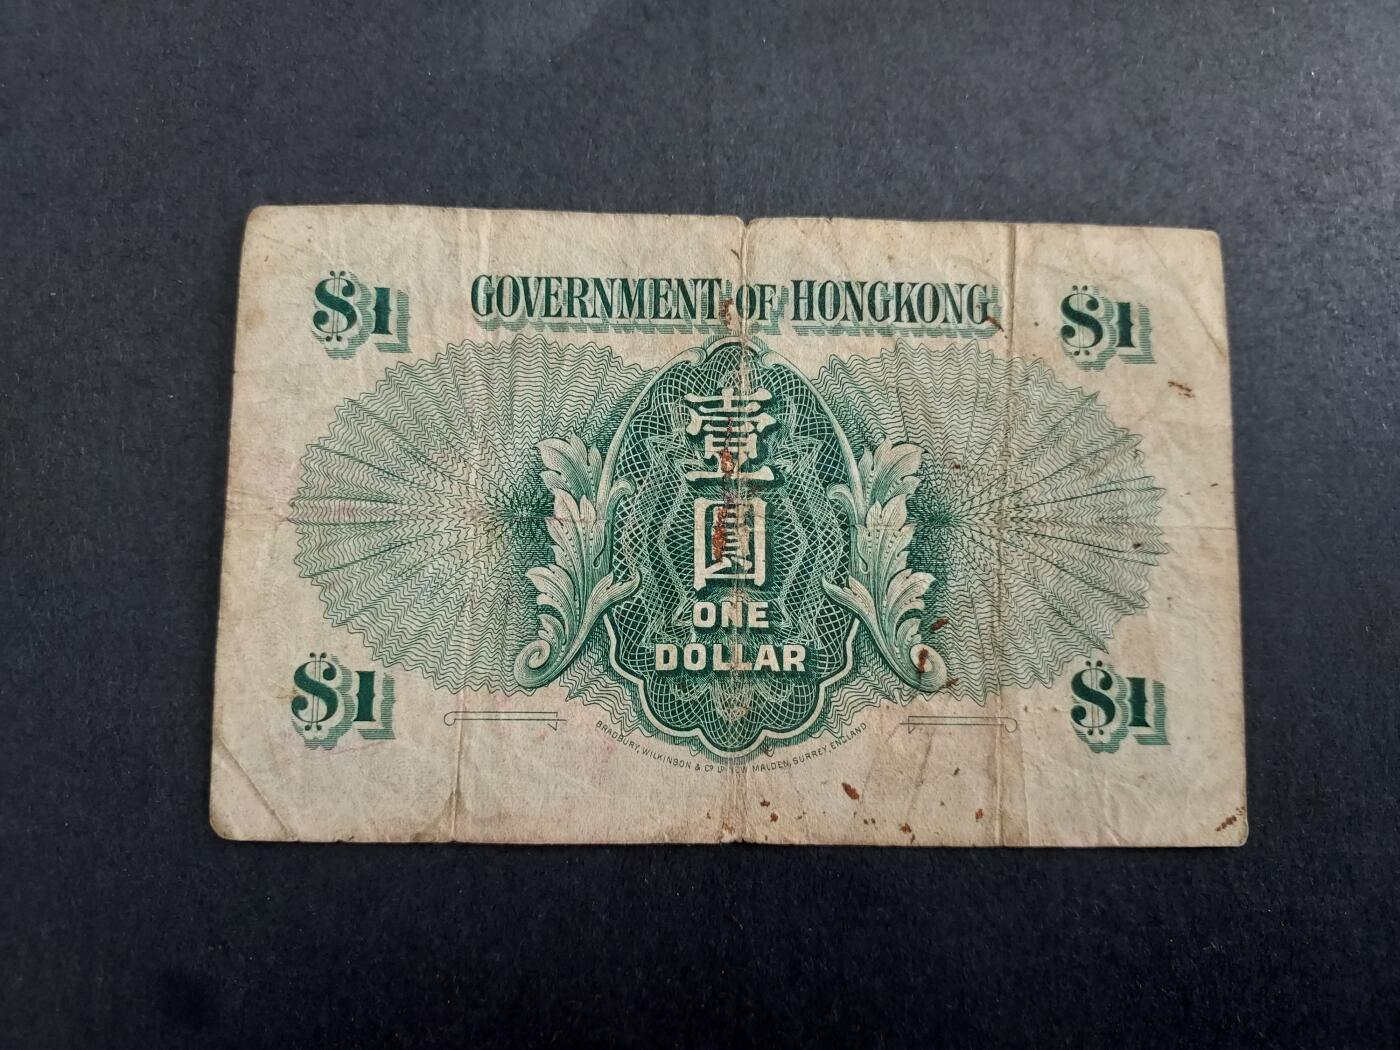 $1 GOVERNMENT OF HONGKONG $1
壹
圓
ONE
DOLLAR
$1 $1
BRADBURY, WILKINSON & Co LD NEW MALDEN, SURREY, ENGLAND